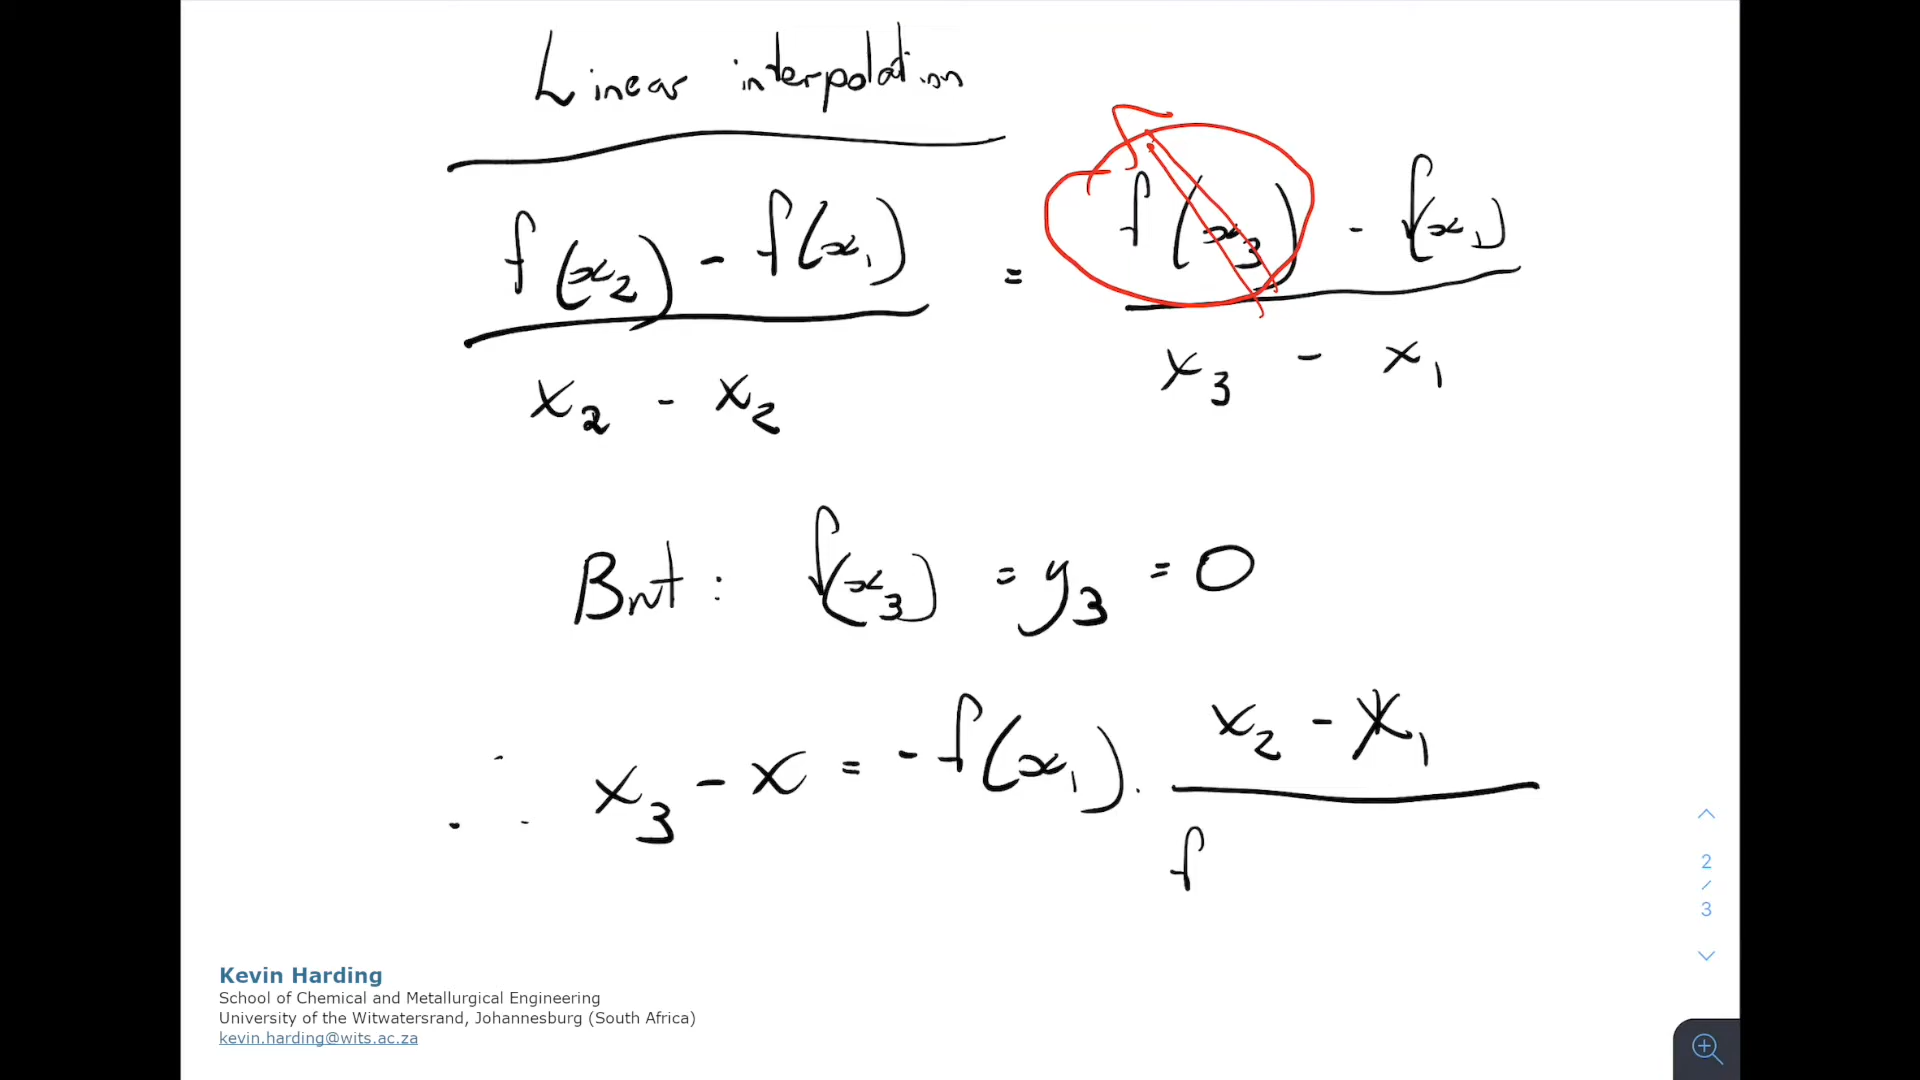 Linear interpolation
f(x₂) - f(x₁) = f(x₃) - f(x₁)
x₂ - x₂ x₃ - x₁
But: f(x₃) = y₃ = 0
∴ x₃ - x = -f(x₁) . x₂ - x₁
f
2
/
3
Kevin Harding
School of Chemical and Metallurgical Engineering
University of the Witwatersrand, Johannesburg (South Africa)
kevin.harding@wits.ac.za